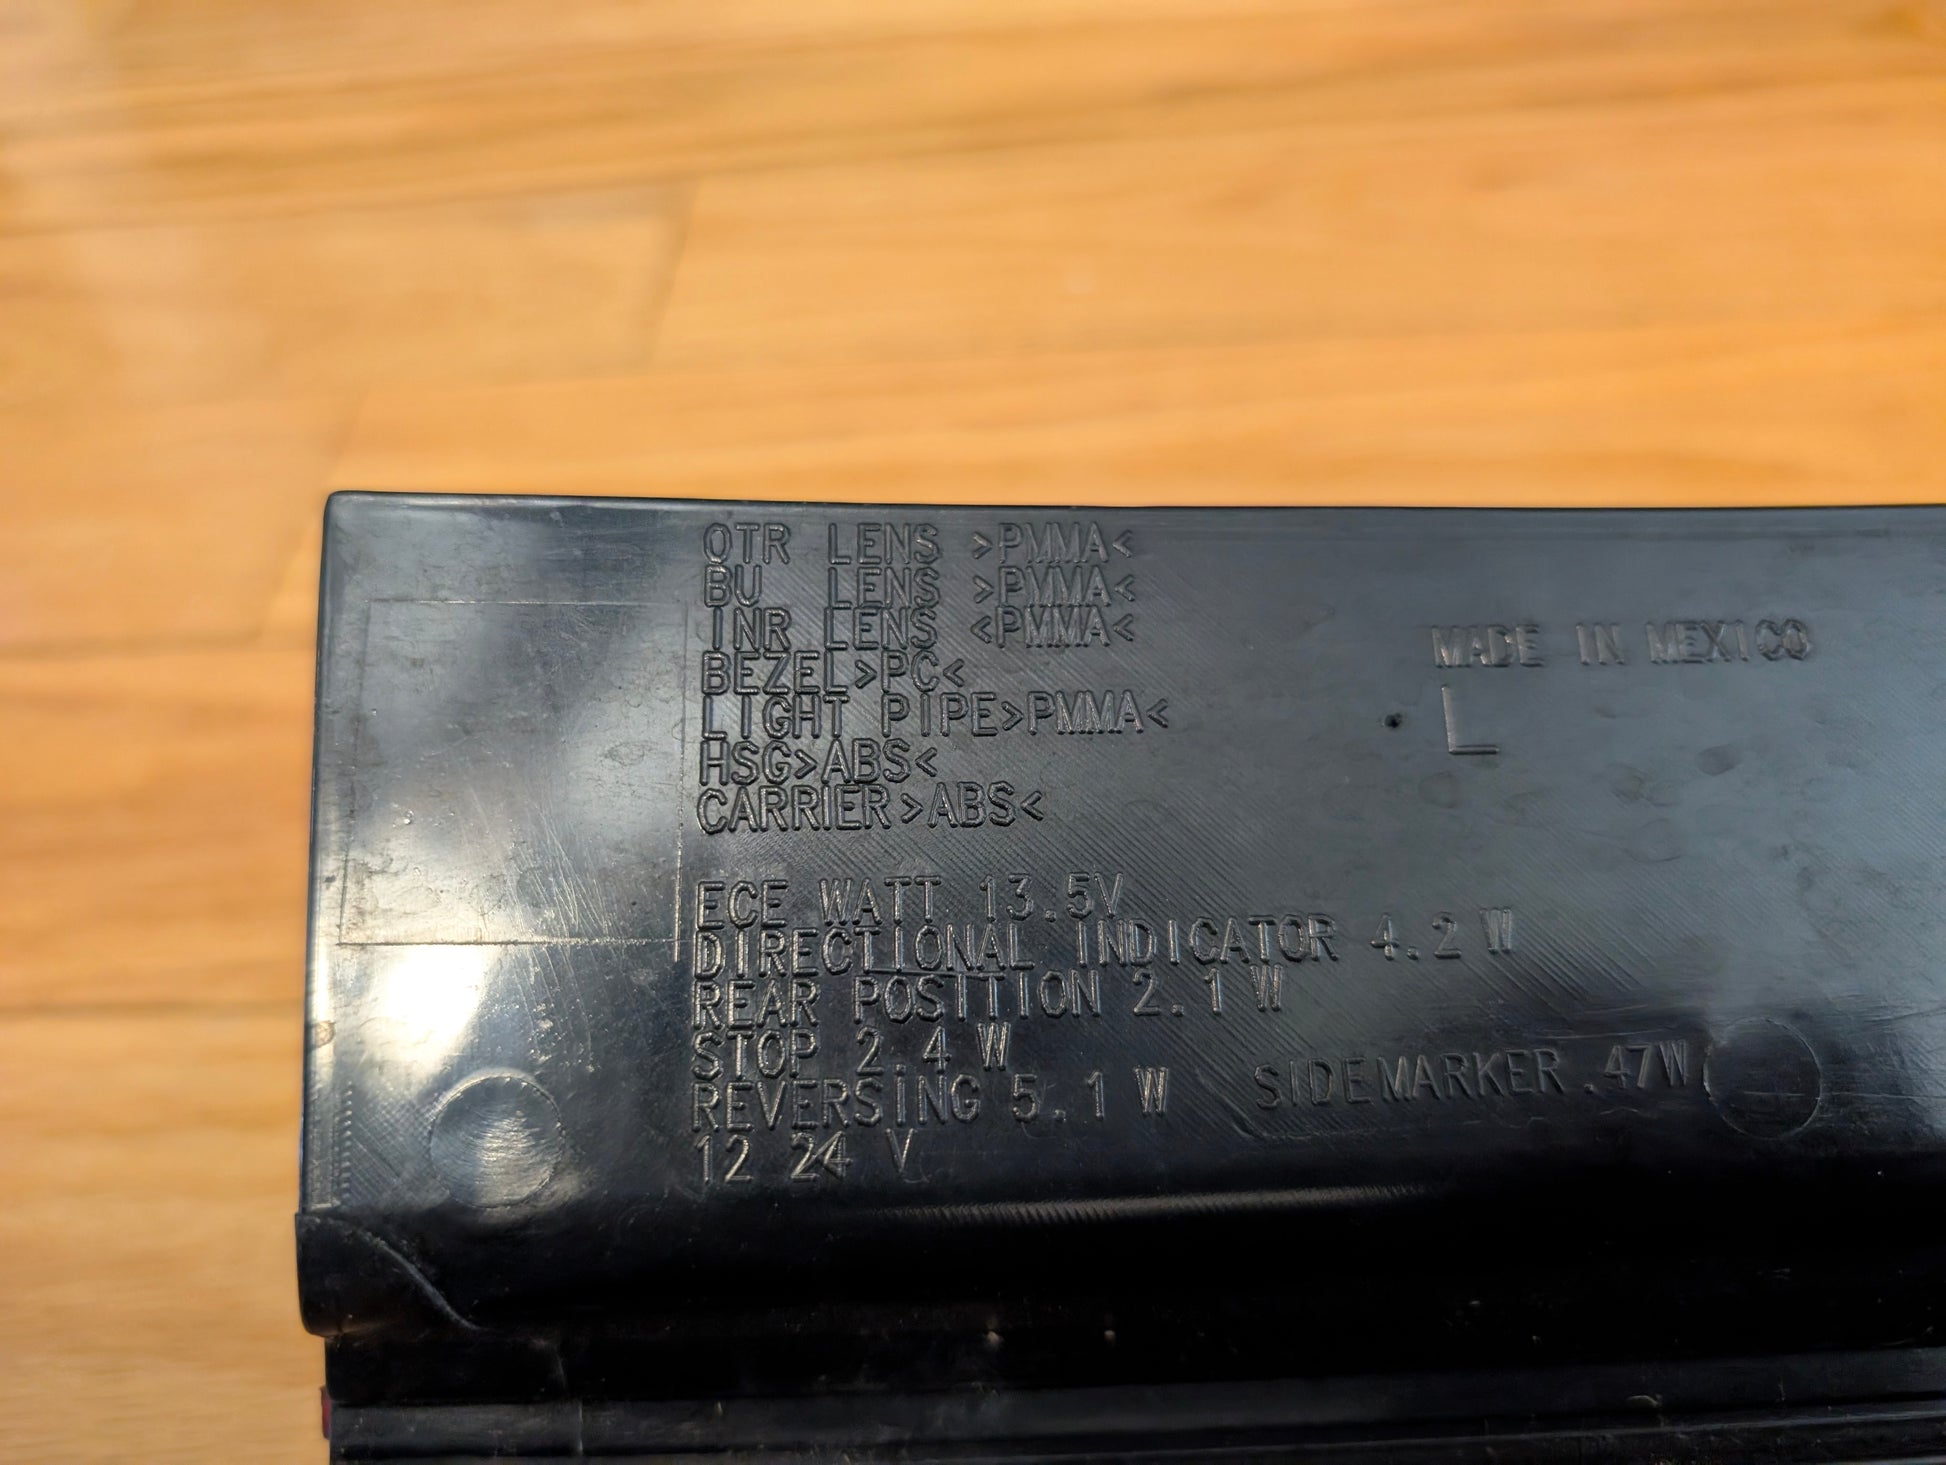 OTR LENS >PMMA<
BU LENS >PMMA<
INR LENS <PMMA<
BEZEL>PC<
LIGHT PIPE>PMMA<
HSG>ABS<
CARRIER>ABS<
MADE IN MEXICO
L
ECE WATT 13.5V
DIRECTIONAL INDICATOR 4.2 W
REAR POSITION 2.1 W
STOP 2.4 W
REVERSING 5.1 W
12 24 V
SIDEMARKER .47W